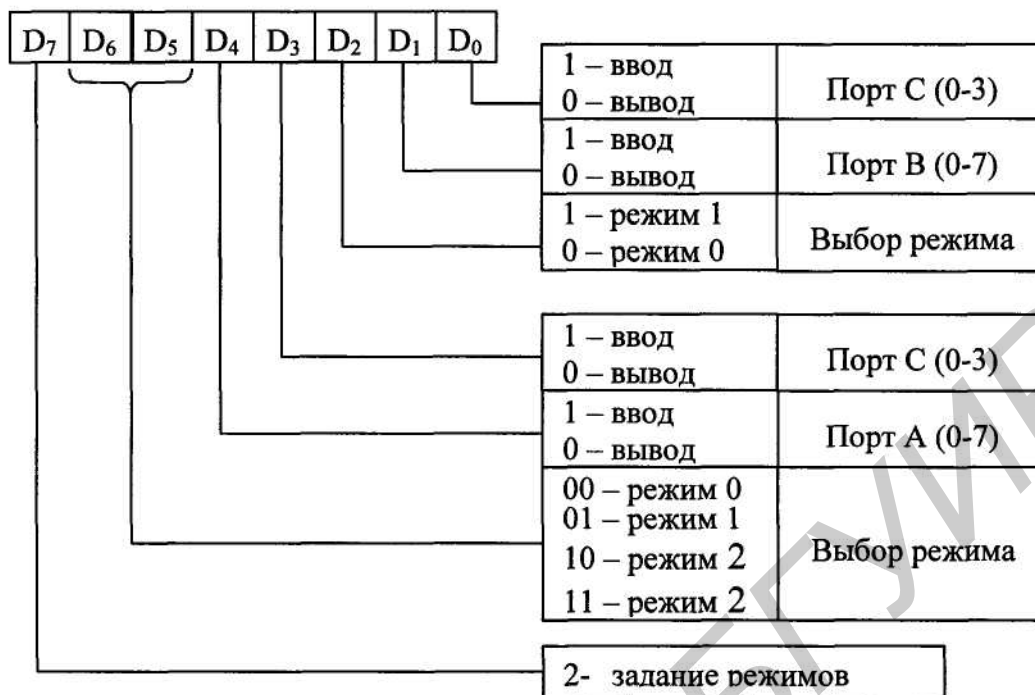 D7 D6 D5 D4 D3 D2 D1 D0
1 – ввод
0 – вывод
Порт C (0-3)
1 – ввод
0 – вывод
Порт B (0-7)
1 – режим 1
0 – режим 0
Выбор режима
1 – ввод
0 – вывод
Порт C (0-3)
1 – ввод
0 – вывод
Порт A (0-7)
00 – режим 0
01 – режим 1
10 – режим 2
11 – режим 2
Выбор режима
2- задание режимов